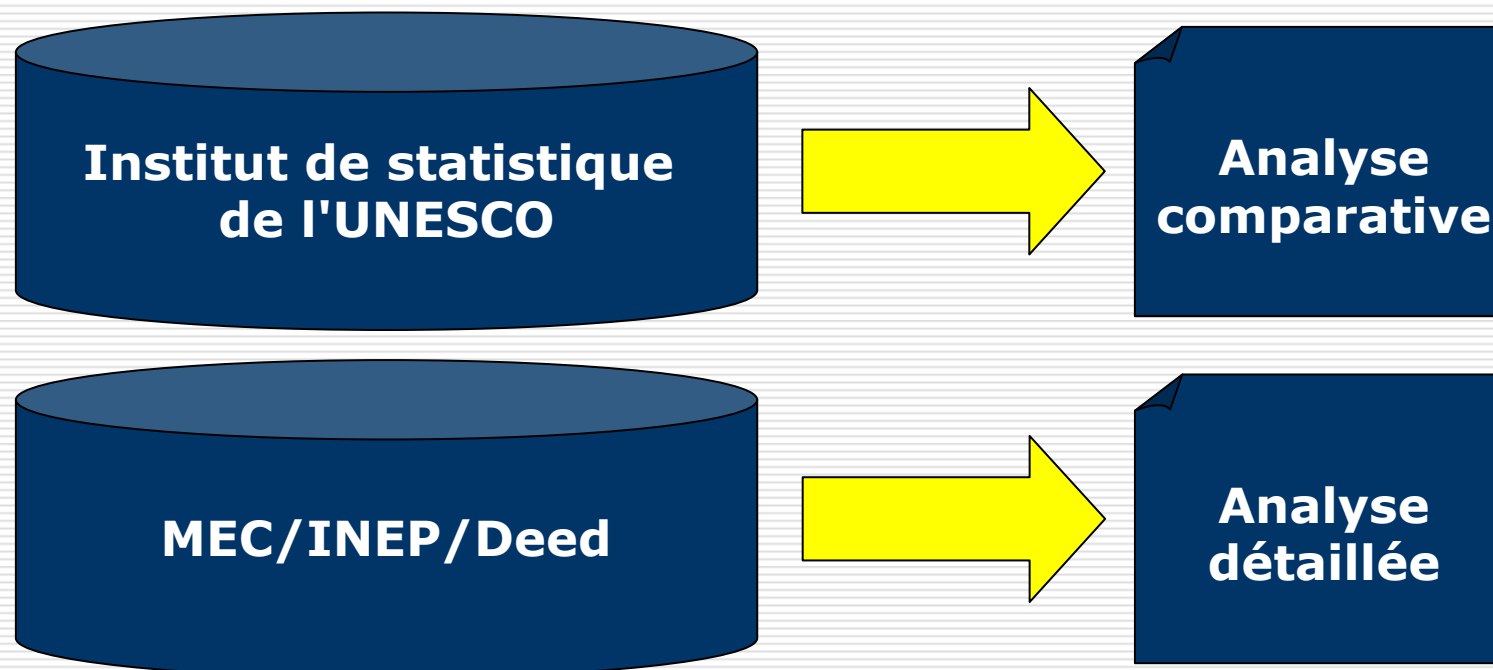 Institut de statistique
de l'UNESCO
Analyse
comparative
MEC/INEP/Deed
Analyse
détaillée